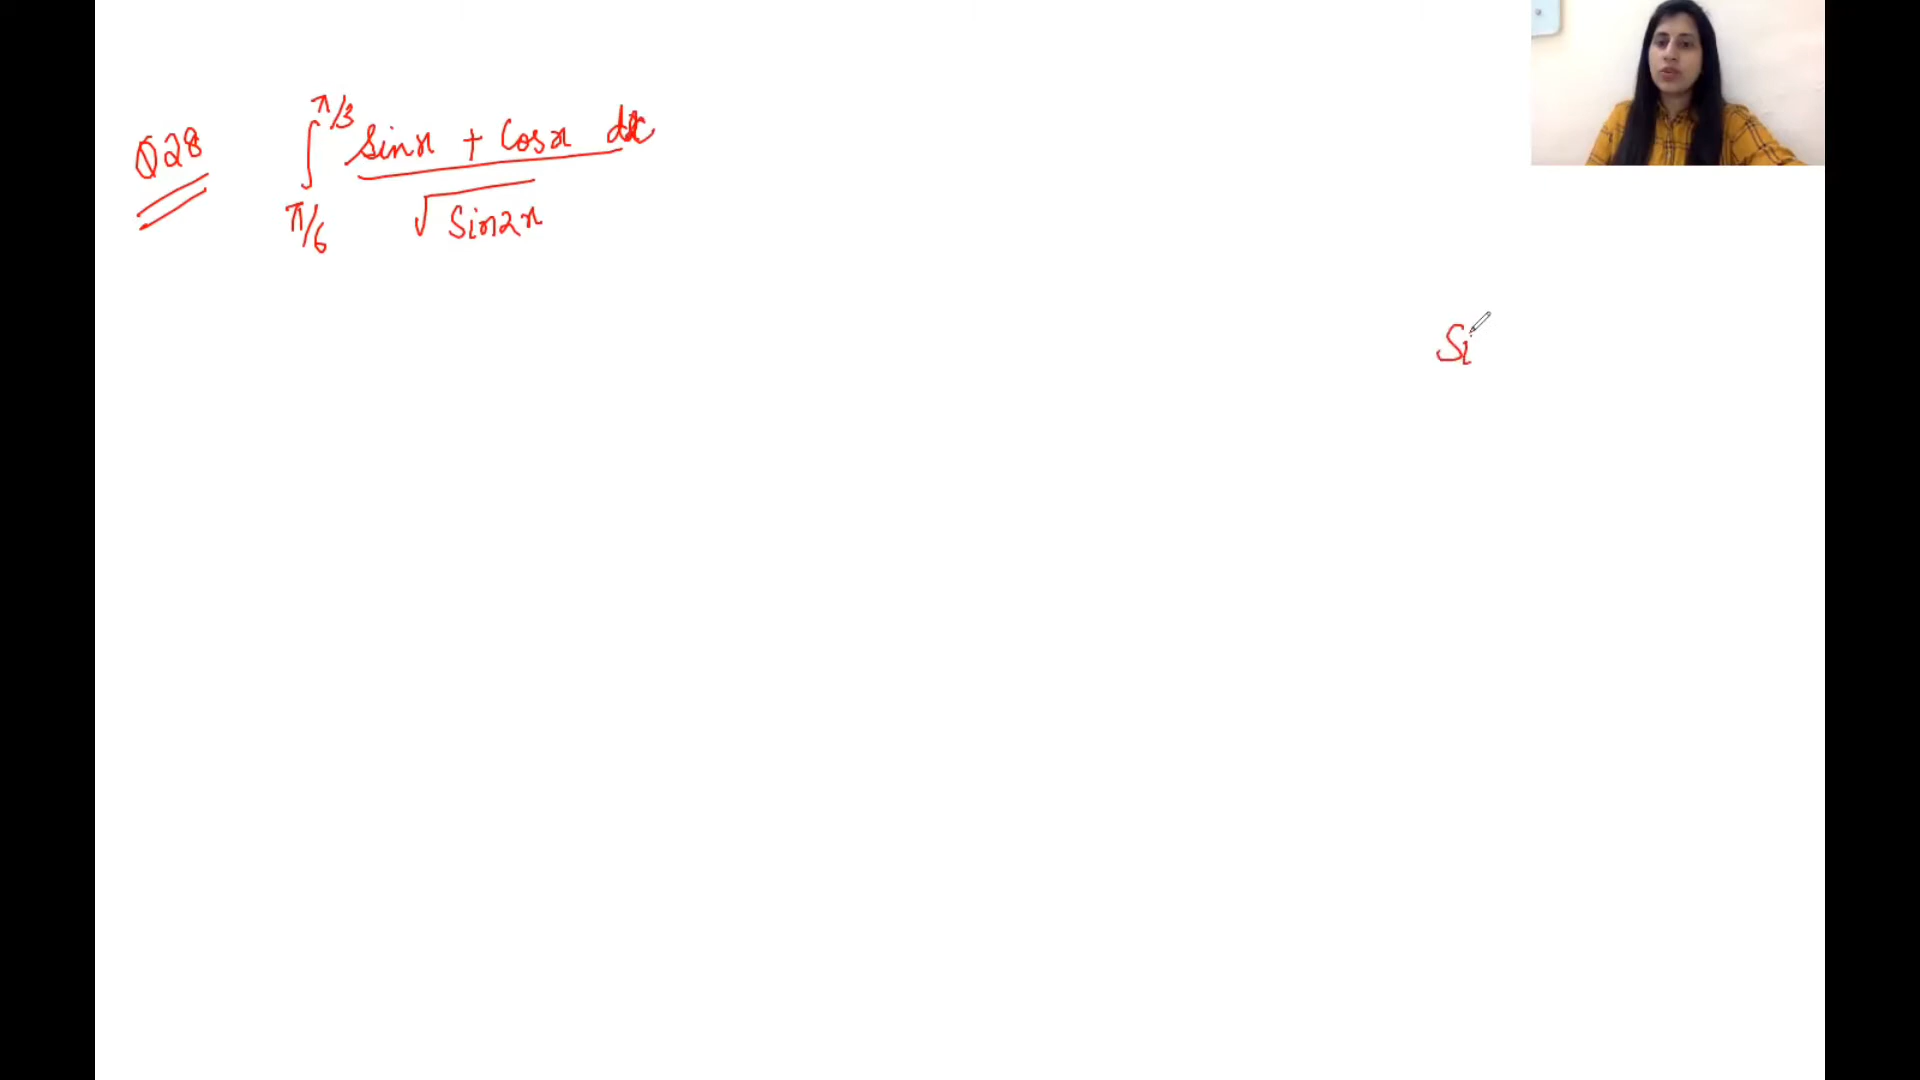 Q28 ∫ π/3 π/6 sinx + cosx dx
√sin2x
Si